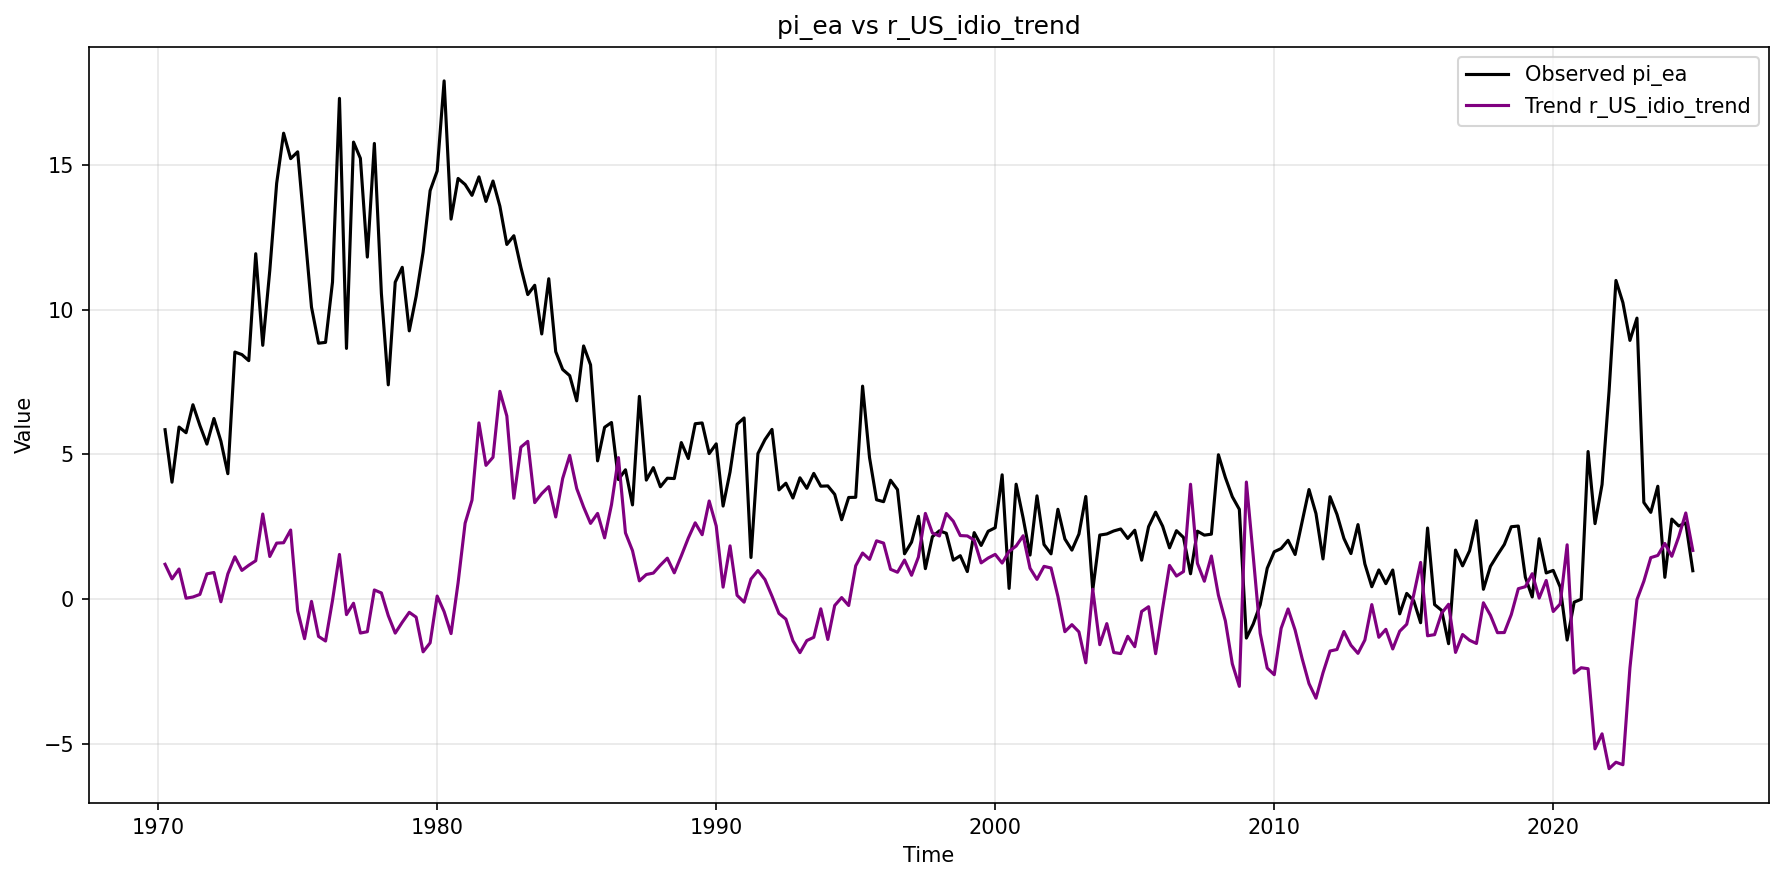 pi_ea vs r_US_idio_trend
Observed pi_ea
Trend r_US_idio_trend
Value
15
10
5
0
−5
1970
1980
1990
2000
2010
2020
Time